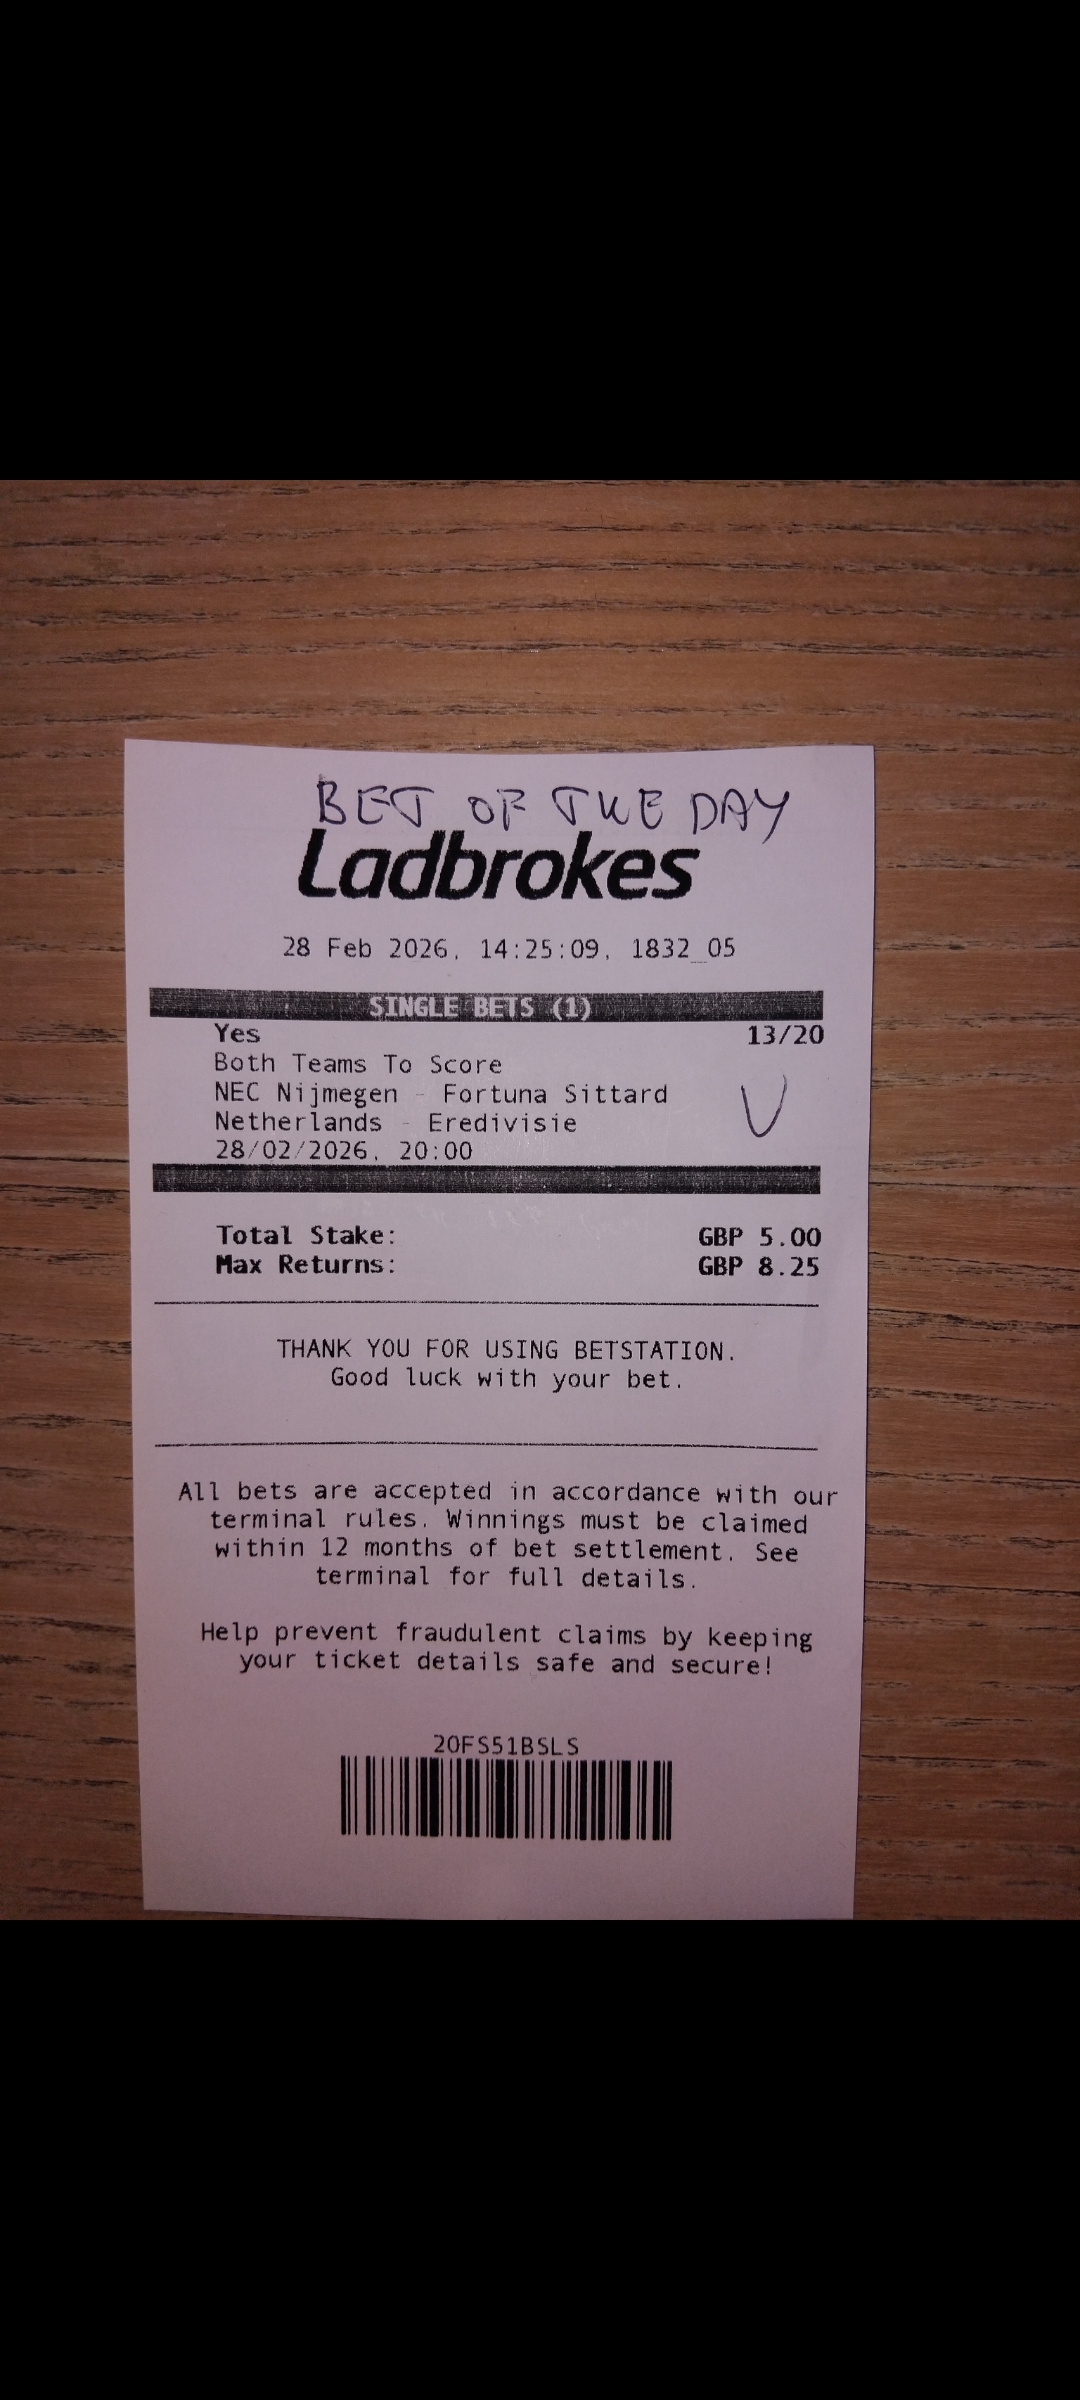 BET OF THE DAY
Ladbrokes
28 Feb 2026, 14:25:09, 1832_05
SINGLE BETS (1)
Yes 13/20
Both Teams To Score
NEC Nijmegen - Fortuna Sittard
Netherlands - Eredivisie
28/02/2026, 20:00
Total Stake: GBP 5.00
Max Returns: GBP 8.25
THANK YOU FOR USING BETSTATION.
Good luck with your bet.
All bets are accepted in accordance with our
terminal rules. Winnings must be claimed
within 12 months of bet settlement. See
terminal for full details.
Help prevent fraudulent claims by keeping
your ticket details safe and secure!
20FS51BSLS